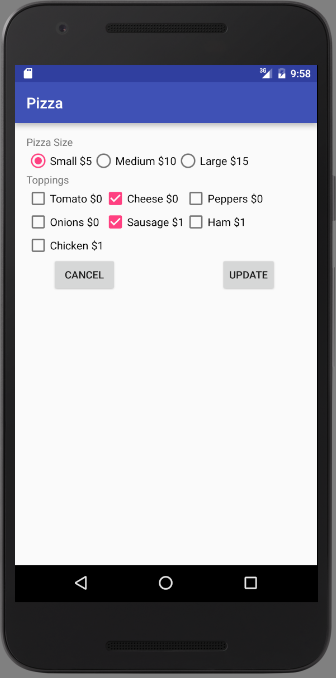 36 9:58
Pizza
Pizza Size
Small $5 Medium $10 Large $15
Toppings
Tomato $0 Cheese $0 Peppers $0
Onions $0 Sausage $1 Ham $1
Chicken $1
CANCEL UPDATE